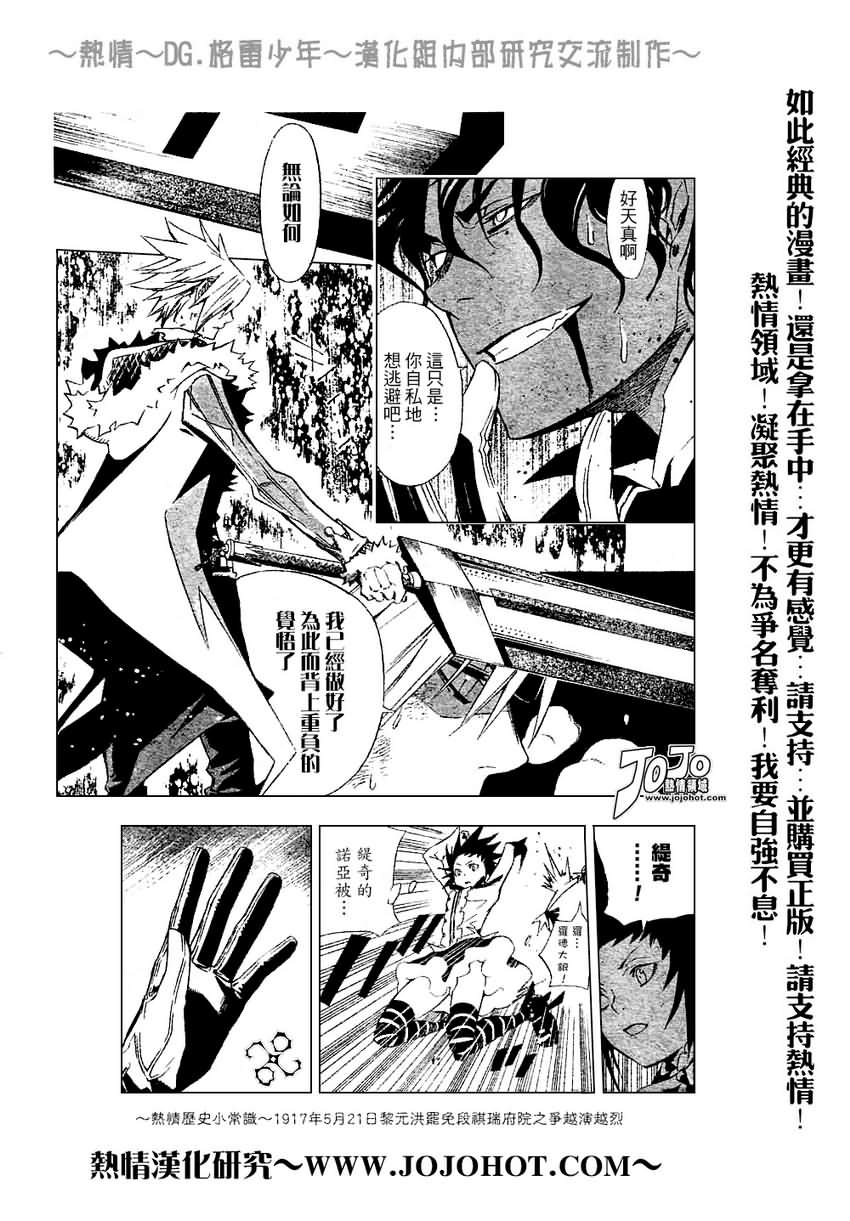 ～熱情～DG.格雷少年～漢化組內部研究交流制作～
如此經典的漫畫！還是拿在手中…才更有感覺…請支持…並購買正版！請支持熱情！
熱情領域！凝聚熱情！不為爭名奪利！我要自強不息！
好天真啊
這只是…
你自私地
想逃避吧…
無論如何
我已經做好了
為此而背上重負的
覺悟了
JOJO
熱情領域
www.jojohot.com
緹奇
……！
羅…
羅德大銀！
緹奇的
諾亞被…
～熱情歷史小常識～1917年5月21日黎元洪罷免段祺瑞府院之爭越演越烈
熱情漢化研究～WWW.JOJOHOT.COM～